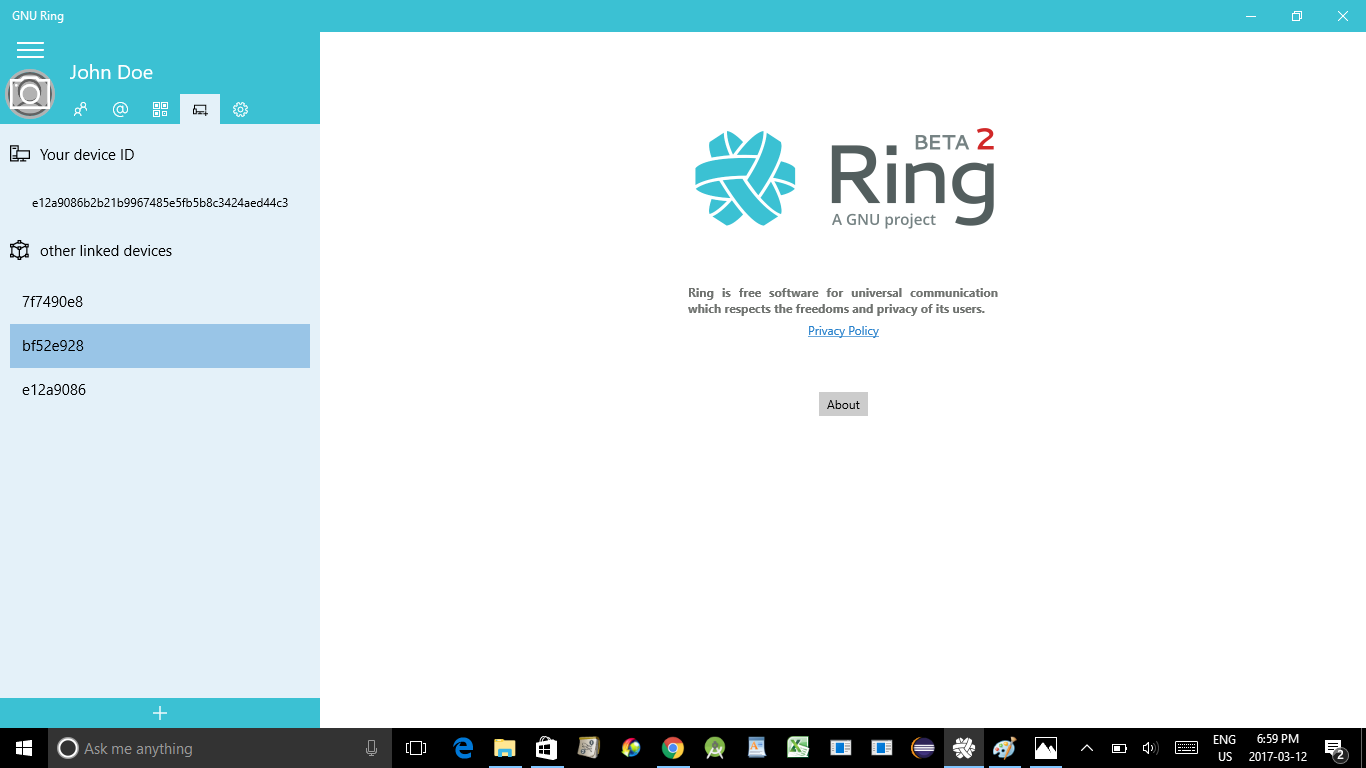 GNU Ring
John Doe
Your device ID
e12a9086b2b21b9967485e5fb5b8c3424aed44c3
other linked devices
7f7490e8
bf52e928
e12a9086
BETA 2
Ring
A GNU project
Ring is free software for universal communication
which respects the freedoms and privacy of its users.
Privacy Policy
About
Ask me anything
ENG
US
6:59 PM
2017-03-12
2